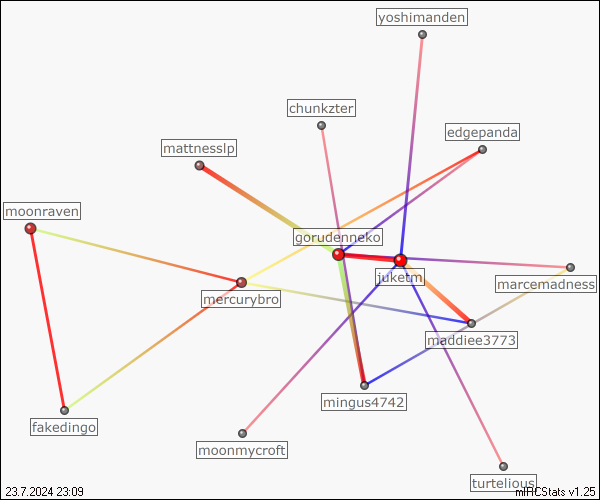 yoshimanden
chunkzter
edgepanda
mattnesslp
moonraven
gorudenneko
juketm
marcemadness
mercurybro
maddiee3773
mingus4742
fakedingo
moonmycroft
turtelious
23.7.2024 23:09
mIRCStats v1.25